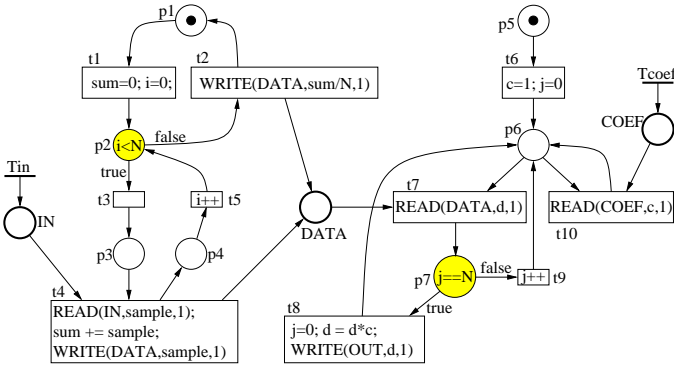 p1
p5
t1
t2
t6
Tcoef
sum=0; i=0;
WRITE(DATA,sum/N,1)
c=1; j=0
p6
COEF
p2
i<N
false
true
Tin
t3
i++
t5
t7
READ(DATA,d,1)
READ(COEF,c,1)
t10
IN
DATA
p3
p4
p7
j==N
false
j++
t9
true
t4
READ(IN,sample,1);
sum += sample;
WRITE(DATA,sample,1)
t8
j=0; d = d*c;
WRITE(OUT,d,1)